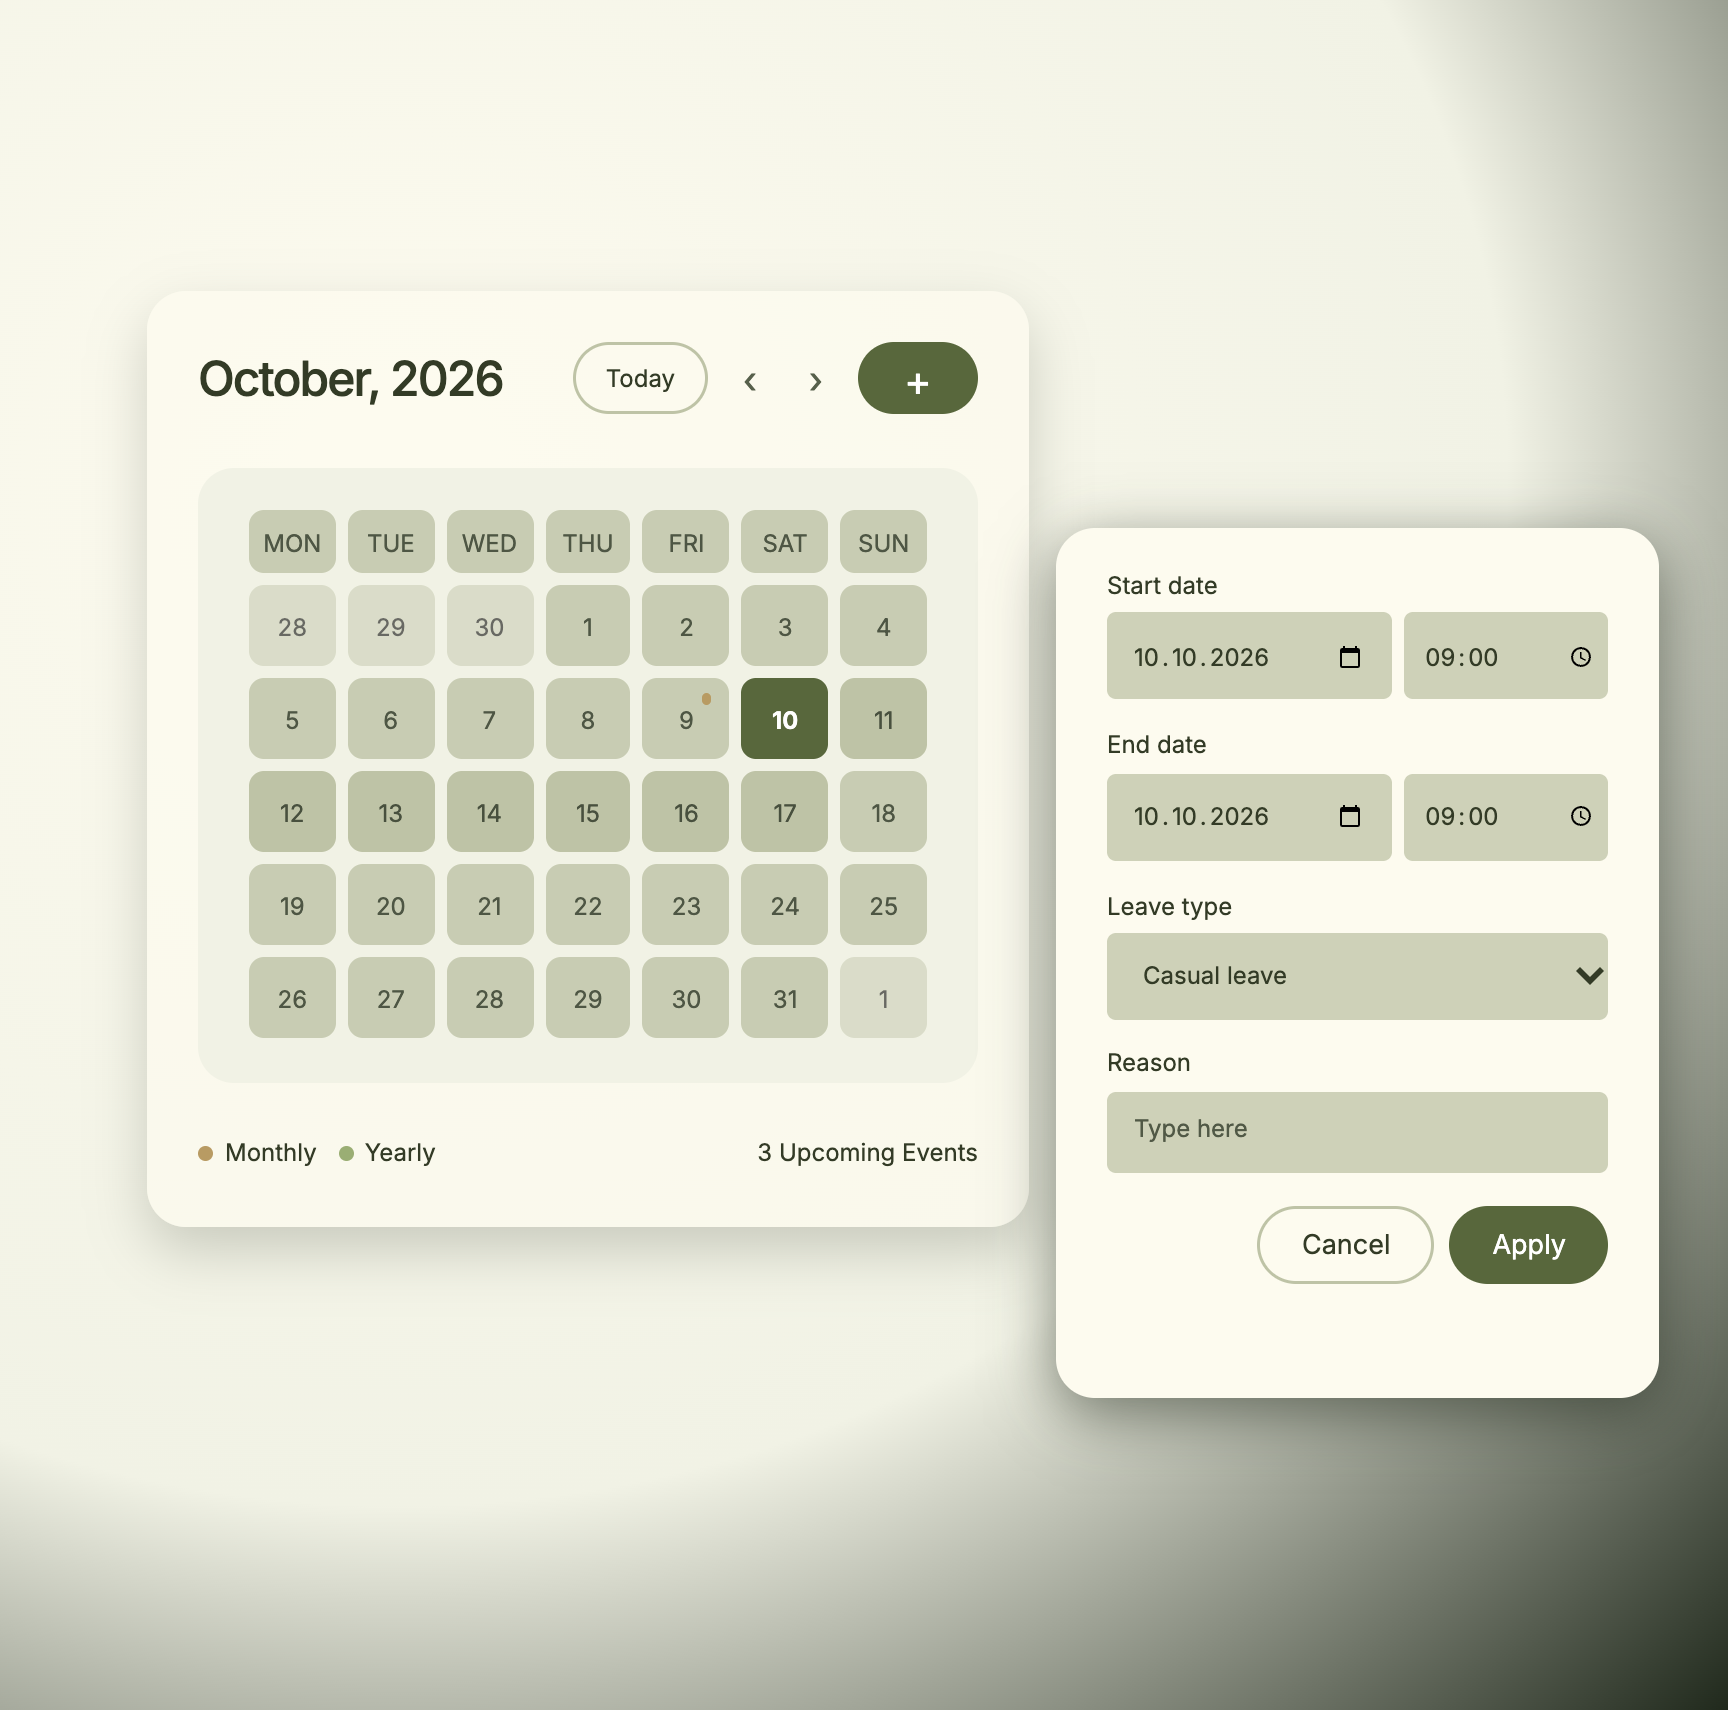 October, 2026
Today ‹ › +
MON TUE WED THU FRI SAT SUN
28 29 30 1 2 3 4
5 6 7 8 9 10 11
12 13 14 15 16 17 18
19 20 21 22 23 24 25
26 27 28 29 30 31 1
Monthly Yearly 3 Upcoming Events
Start date
10.10.2026 09:00
End date
10.10.2026 09:00
Leave type
Casual leave
Reason
Type here
Cancel Apply